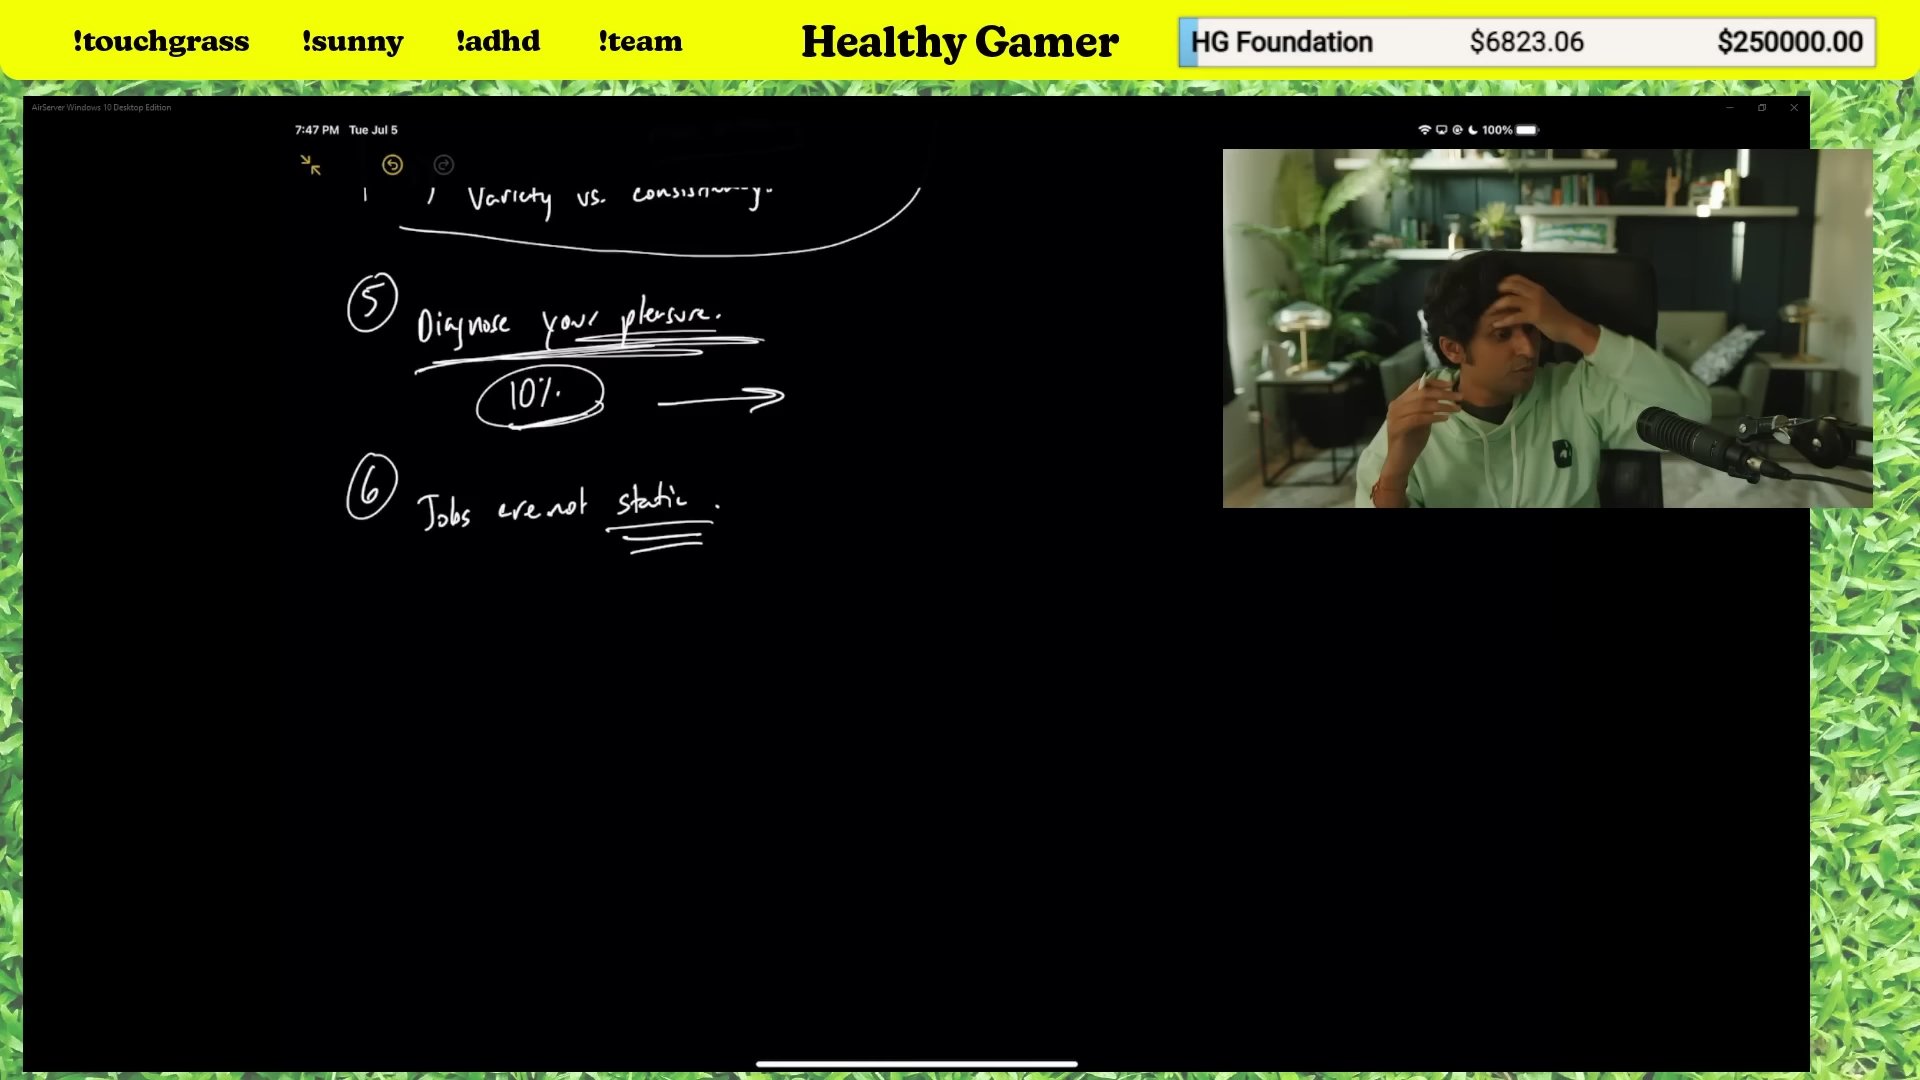 !touchgrass !sunny !adhd !team Healthy Gamer HG Foundation $6823.06 $250000.00
AirServer Windows 10 Desktop Edition
7:47 PM Tue Jul 5 100%
Variety vs. consistency.
5 Diagnose your pleasure.
10%
6 Jobs are not static.